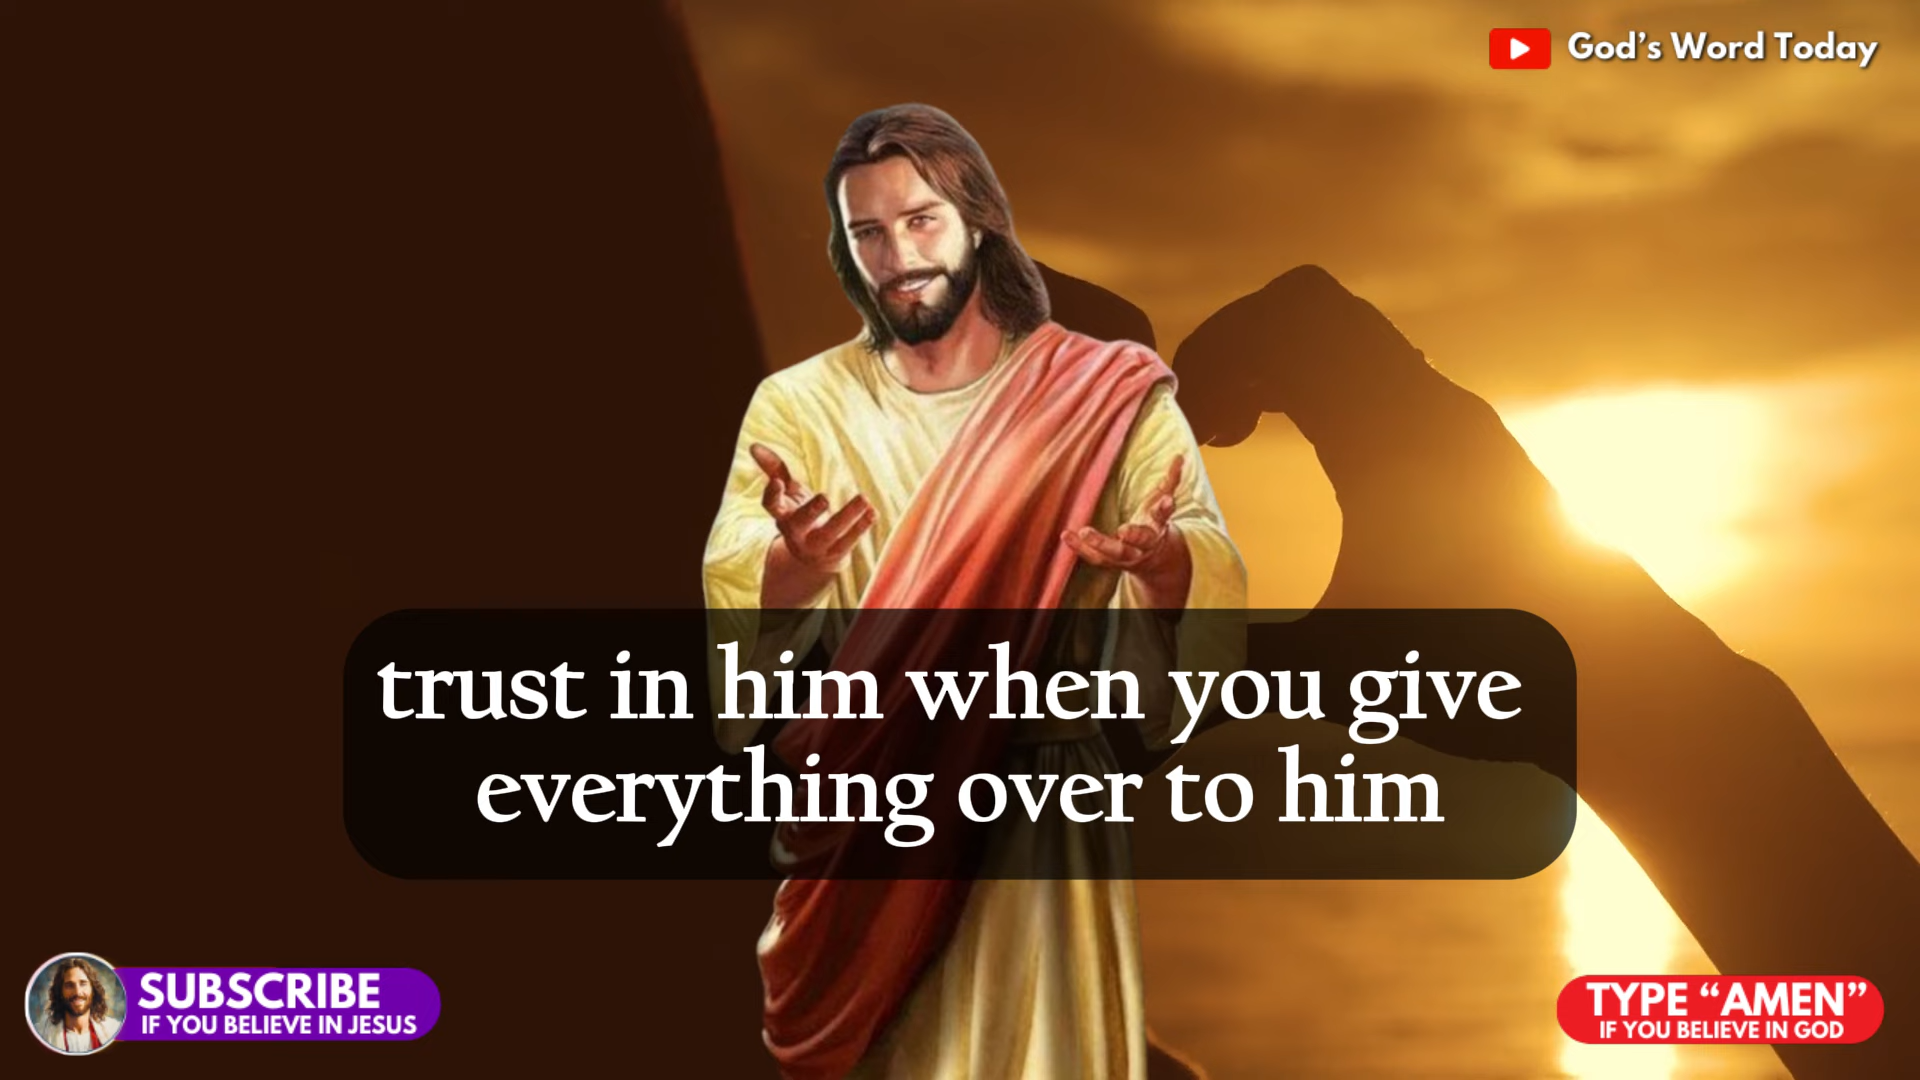 God’s Word Today
trust in him when you give
everything over to him
SUBSCRIBE
IF YOU BELIEVE IN JESUS
TYPE “AMEN”
IF YOU BELIEVE IN GOD